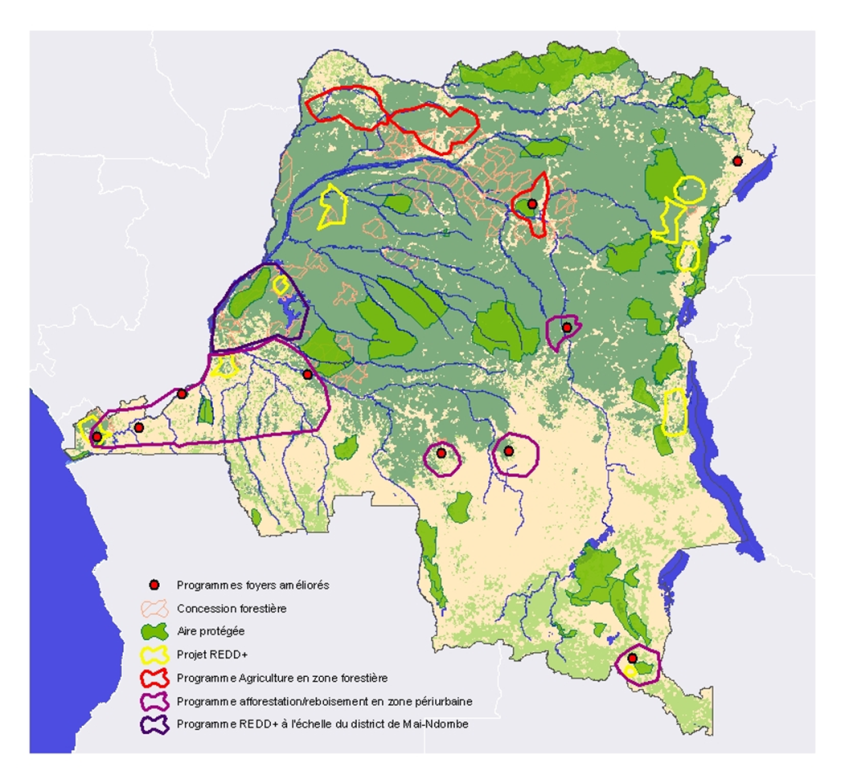 Programmes foyers améliorés
Concession forestière
Aire protégée
Projet REDD+
Programme Agriculture en zone forestière
Programme afforestation/reboisement en zone périurbaine
Programme REDD+ à l'échelle du district de Mai-Ndombe